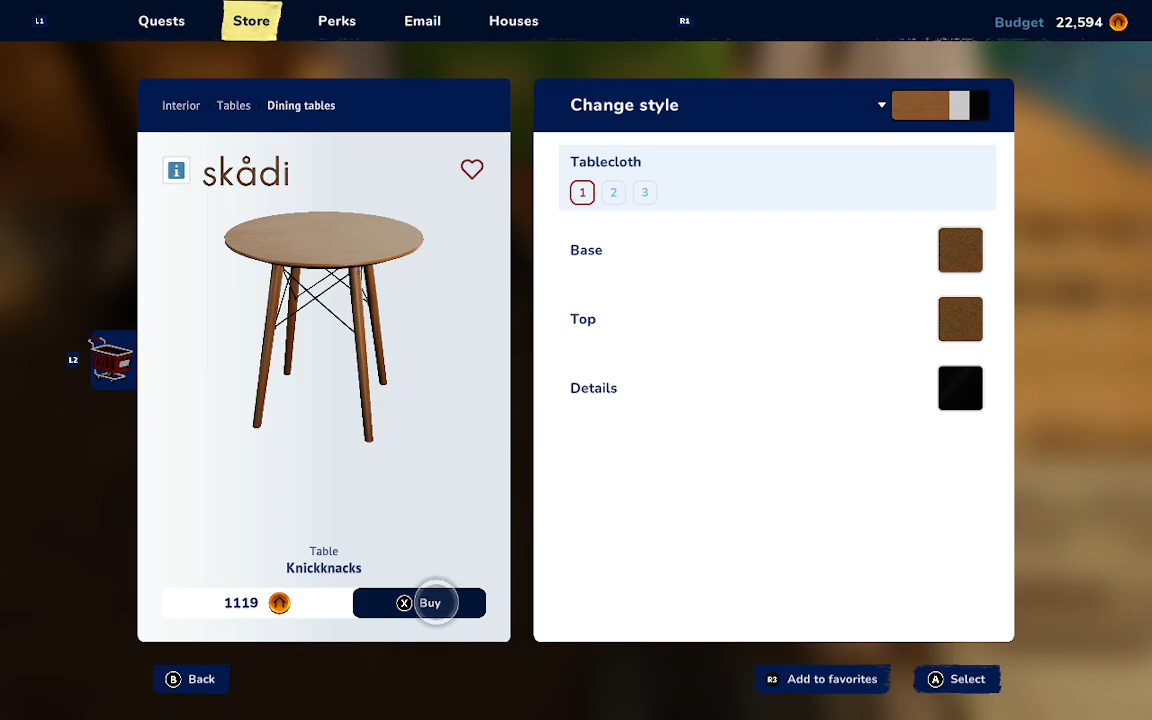 L1
Quests
Store
Perks
Email
Houses
R1
Budget 22,594
Interior Tables Dining tables
i skådi
Table
Knickknacks
1119
X Buy
Change style
Tablecloth
1 2 3
Base
Top
Details
L2
B Back
R3 Add to favorites
A Select